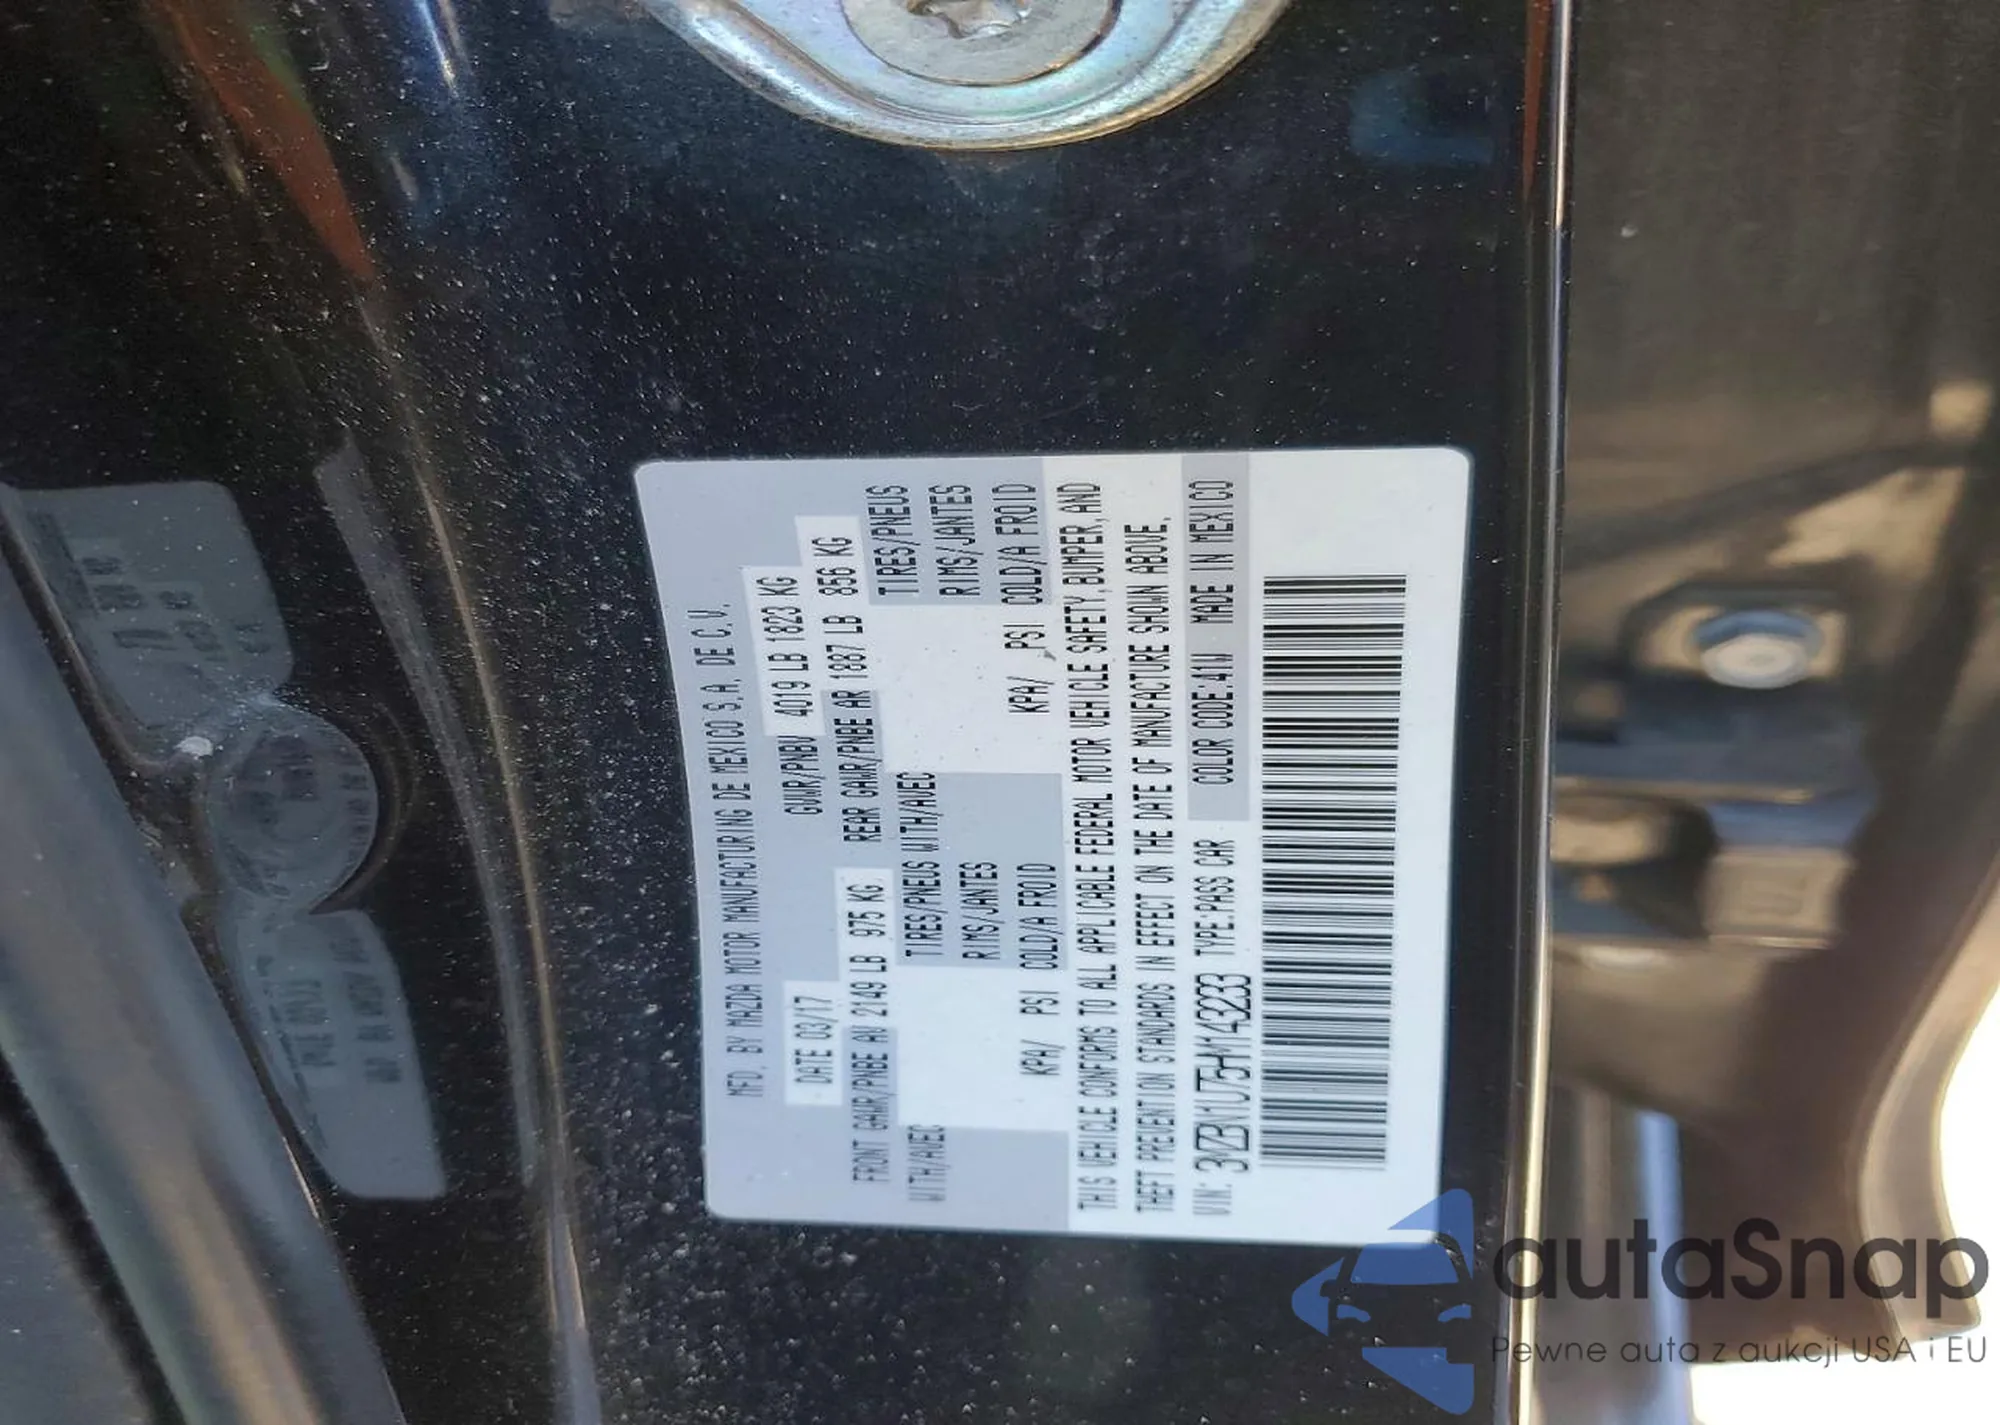 MFD. BY MAZDA MOTOR MANUFACTURING DE MEXICO S.A. DE C.V.
DATE 03/17 GVWR/PNBV 4019 LB 1823 KG
FRONT GAWR/PNBE AV 2149 LB 975 KG REAR GAWR/PNBE AR 1887 LB 856 KG
WITH/AVEC TIRES/PNEUS WITH/AVEC TIRES/PNEUS
RIMS/JANTES RIMS/JANTES
KPA/ PSI COLD/A FROID KPA/ PSI COLD/A FROID
THIS VEHICLE CONFORMS TO ALL APPLICABLE FEDERAL MOTOR VEHICLE SAFETY, BUMPER, AND
THEFT PREVENTION STANDARDS IN EFFECT ON THE DATE OF MANUFACTURE SHOWN ABOVE.
VIN: 3MZBN1U75HM143233 TYPE:PASS CAR COLOR CODE:41W MADE IN MEXICO
autaSnap
Pewne auta z aukcji USA i EU